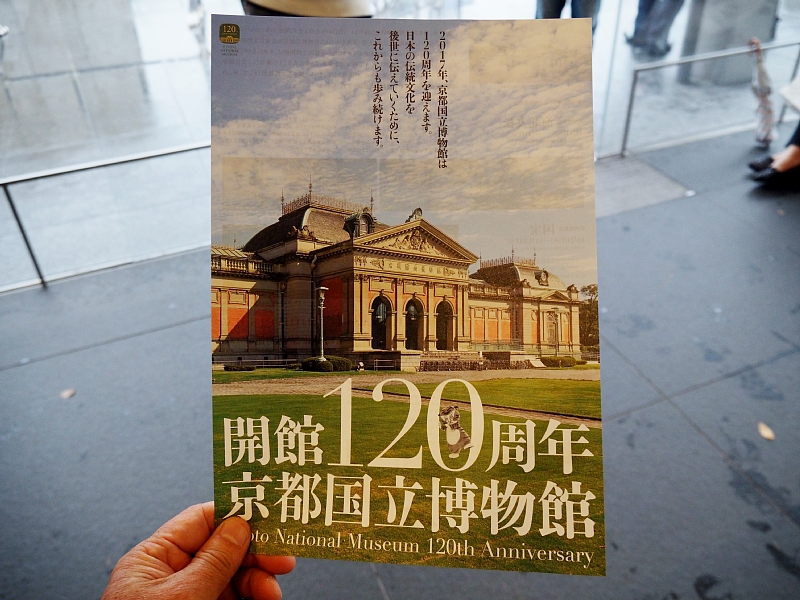 120
2017年、京都国立博物館は
120周年を迎えます。
日本の伝統文化を
後世に伝えていくために、
これからも歩み続けます。
開館120周年
京都国立博物館
oto National Museum 120th Anniversary